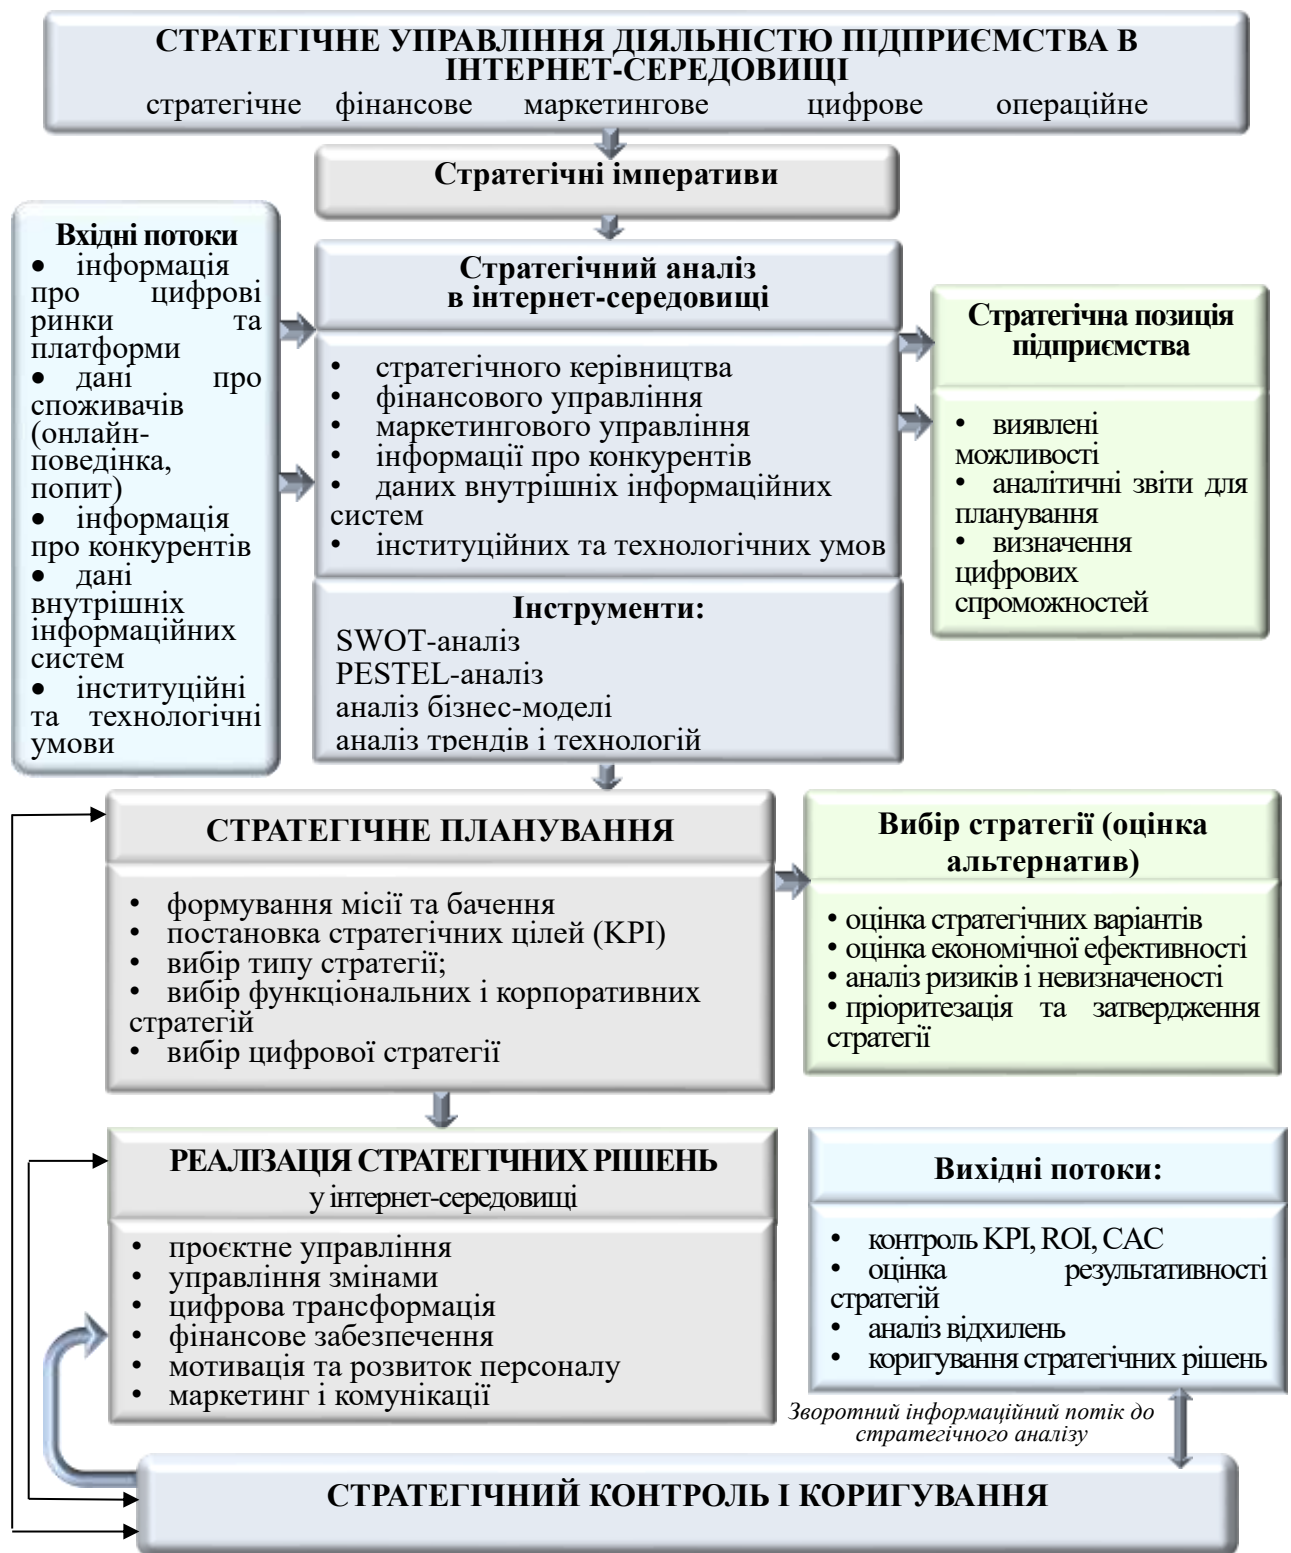 СТРАТЕГІЧНЕ УПРАВЛІННЯ ДІЯЛЬНІСТЮ ПІДПРИЄМСТВА В
ІНТЕРНЕТ-СЕРЕДОВИЩІ
стратегічне фінансове маркетингове цифрове операційне
Стратегічні імперативи
Вхідні потоки
• інформація
про цифрові
ринки та
платформи
• дані про
споживачів
(онлайн-
поведінка,
попит)
• інформація
про конкурентів
• дані
внутрішніх
інформаційних
систем
• інституційні
та технологічні
умови
Стратегічний аналіз
в інтернет-середовищі
• стратегічного керівництва
• фінансового управління
• маркетингового управління
• інформації про конкурентів
• даних внутрішніх інформаційних
систем
• інституційних та технологічних умов
Інструменти:
SWOT-аналіз
PESTEL-аналіз
аналіз бізнес-моделі
аналіз трендів і технологій
Стратегічна позиція
підприємства
• виявлені
можливості
• аналітичні звіти для
планування
• визначення
цифрових
спроможностей
СТРАТЕГІЧНЕ ПЛАНУВАННЯ
• формування місії та бачення
• постановка стратегічних цілей (KPI)
• вибір типу стратегії;
• вибір функціональних і корпоративних
стратегій
• вибір цифрової стратегії
Вибір стратегії (оцінка
альтернатив)
• оцінка стратегічних варіантів
• оцінка економічної ефективності
• аналіз ризиків і невизначеності
• пріоритезація та затвердження
стратегії
РЕАЛІЗАЦІЯ СТРАТЕГІЧНИХ РІШЕНЬ
у інтернет-середовищі
• проєктне управління
• управління змінами
• цифрова трансформація
• фінансове забезпечення
• мотивація та розвиток персоналу
• маркетинг і комунікації
Вихідні потоки:
• контроль KPI, ROI, CAC
• оцінка результативності
стратегій
• аналіз відхилень
• коригування стратегічних рішень
Зворотний інформаційний потік до
стратегічного аналізу
СТРАТЕГІЧНИЙ КОНТРОЛЬ І КОРИГУВАННЯ